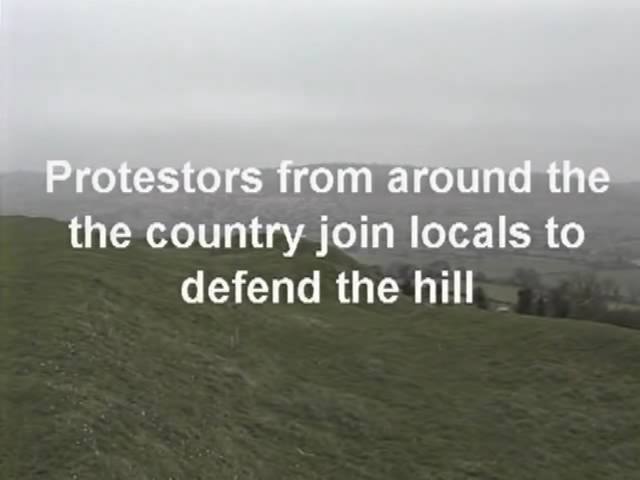 Protestors from around the
the country join locals to
defend the hill